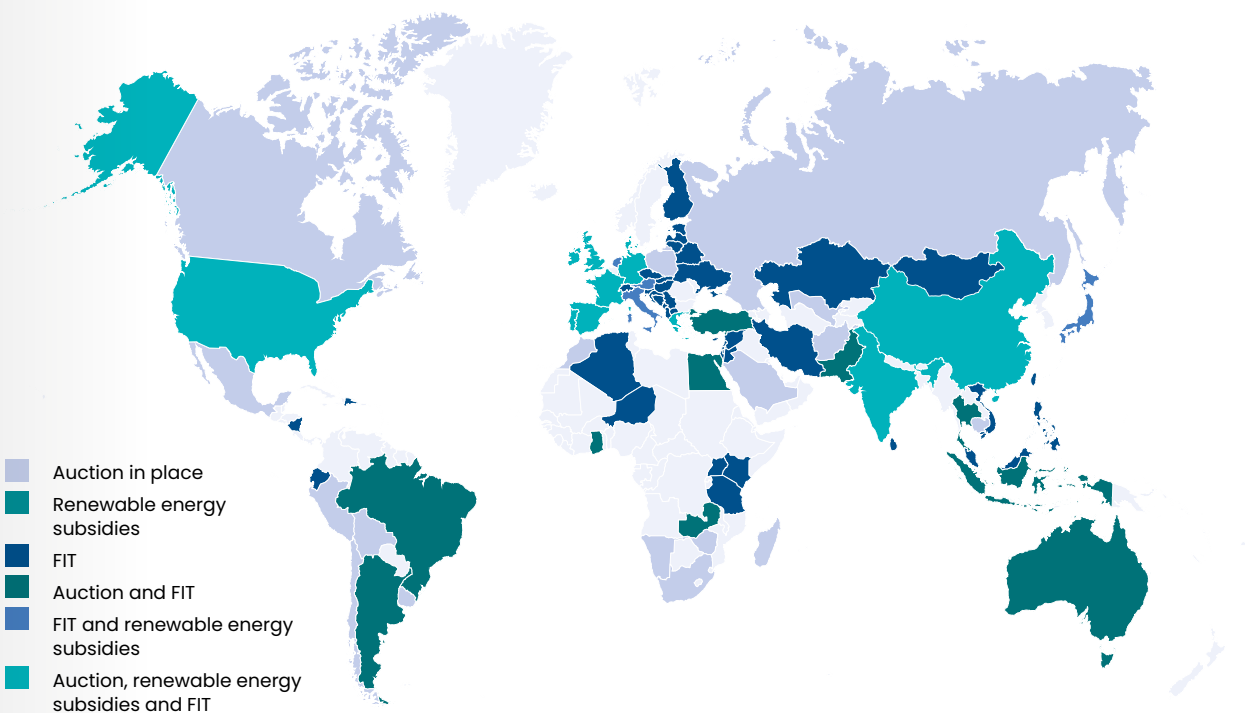 Auction in place
Renewable energy
subsidies
FIT
Auction and FIT
FIT and renewable energy
subsidies
Auction, renewable energy
subsidies and FIT